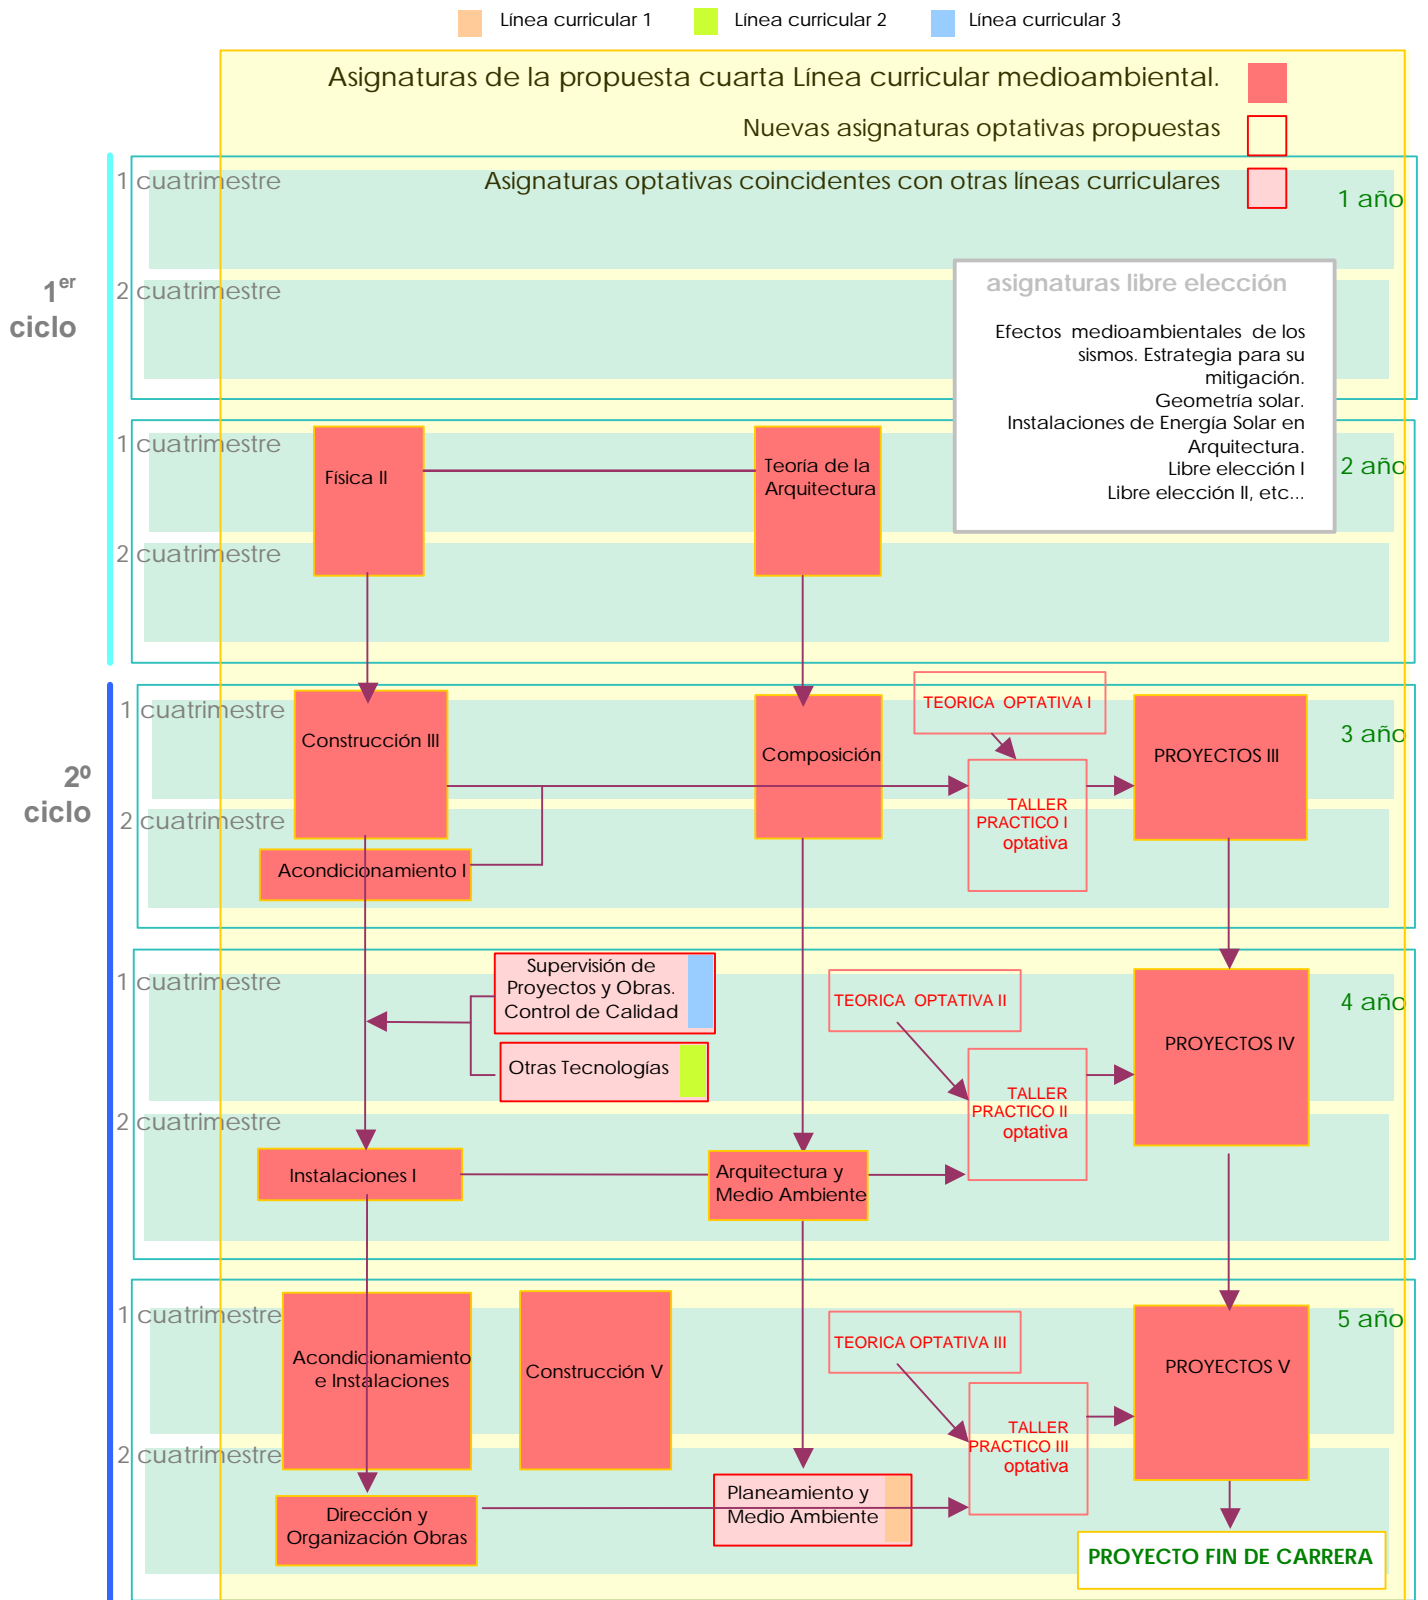 Línea curricular 1
Línea curricular 2
Línea curricular 3
Asignaturas de la propuesta cuarta Línea curricular medioambiental.
Nuevas asignaturas optativas propuestas
Asignaturas optativas coincidentes con otras líneas curriculares
1er
ciclo
1 cuatrimestre
1 año
2 cuatrimestre
asignaturas libre elección
Efectos medioambientales de los
sismos. Estrategia para su
mitigación.
Geometría solar.
Instalaciones de Energía Solar en
Arquitectura.
Libre elección I
Libre elección II, etc...
1 cuatrimestre
Física II
Teoría de la
Arquitectura
2 año
2 cuatrimestre
2º
ciclo
1 cuatrimestre
Construcción III
Composición
TEORICA OPTATIVA I
PROYECTOS III
3 año
TALLER
PRACTICO I
optativa
2 cuatrimestre
Acondicionamiento I
1 cuatrimestre
Supervisión de
Proyectos y Obras.
Control de Calidad
Otras Tecnologías
TEORICA OPTATIVA II
4 año
PROYECTOS IV
TALLER
PRACTICO II
optativa
2 cuatrimestre
Instalaciones I
Arquitectura y
Medio Ambiente
1 cuatrimestre
Acondicionamiento
e Instalaciones
Construcción V
TEORICA OPTATIVA III
5 año
PROYECTOS V
TALLER
PRACTICO III
optativa
2 cuatrimestre
Dirección y
Organización Obras
Planeamiento y
Medio Ambiente
PROYECTO FIN DE CARRERA